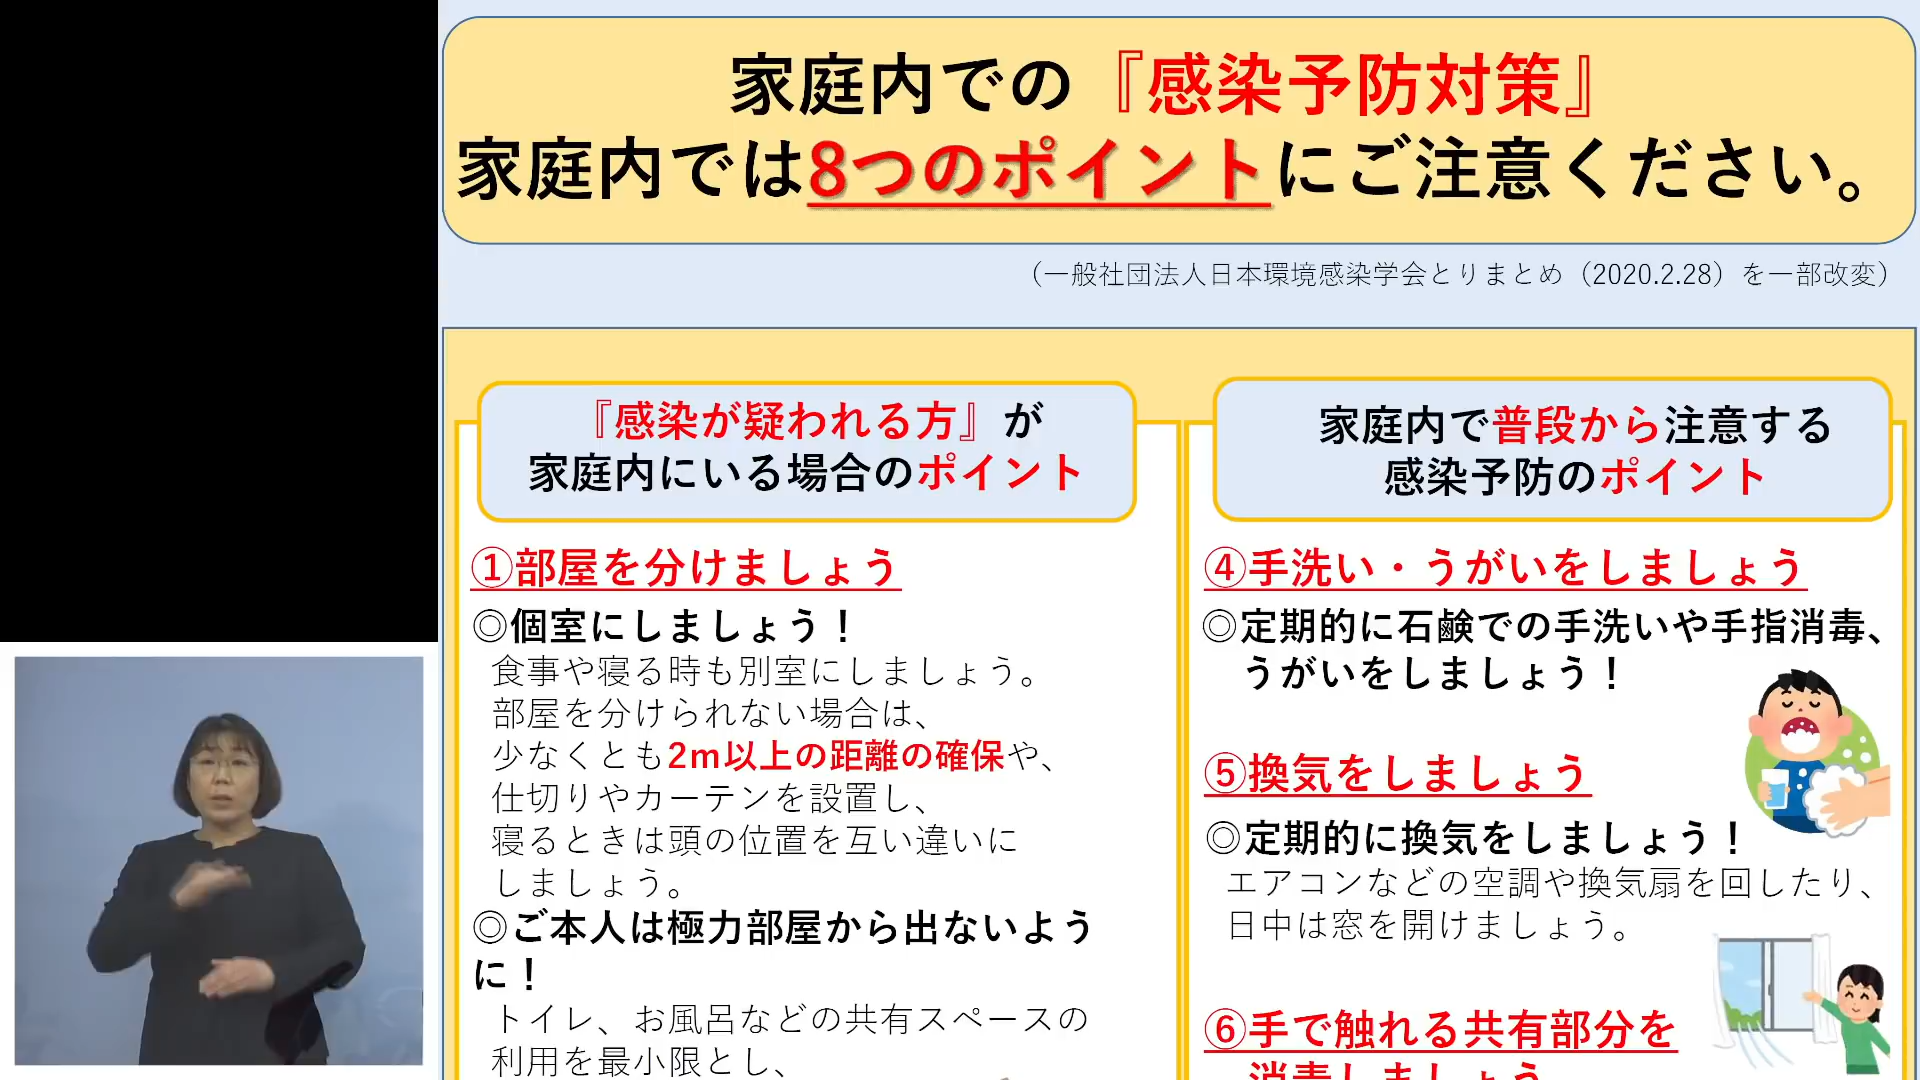 家庭内での『感染予防対策』
家庭内では8つのポイントにご注意ください。
（一般社団法人日本環境感染学会とりまとめ（2020.2.28）を一部改変）
『感染が疑われる方』が
家庭内にいる場合のポイント
①部屋を分けましょう
◎個室にしましょう！
食事や寝る時も別室にしましょう。
部屋を分けられない場合は、
少なくとも2m以上の距離の確保や、
仕切りやカーテンを設置し、
寝るときは頭の位置を互い違いに
しましょう。
◎ご本人は極力部屋から出ないよう
に！
トイレ、お風呂などの共有スペースの
利用を最小限とし、
家庭内で普段から注意する
感染予防のポイント
④手洗い・うがいをしましょう
◎定期的に石鹸での手洗いや手指消毒、
うがいをしましょう！
⑤換気をしましょう
◎定期的に換気をしましょう！
エアコンなどの空調や換気扇を回したり、
日中は窓を開けましょう。
⑥手で触れる共有部分を
消毒しましょう